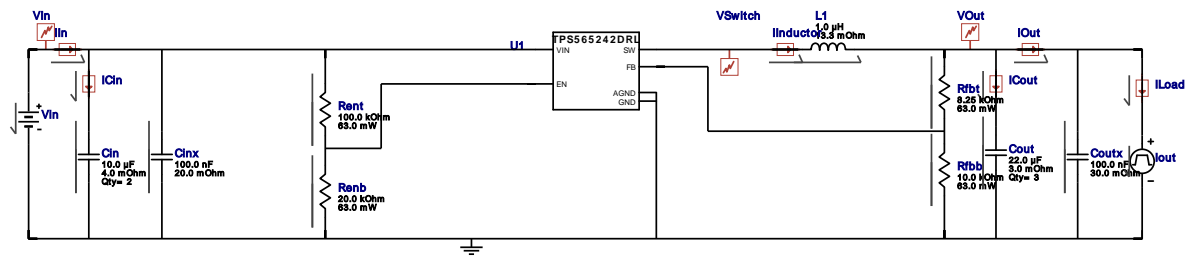 Vin
Iin
ICin
Vin
Cin
10.0 µF
4.0 mOhm
Qty= 2
Cinx
100.0 nF
20.0 mOhm
Rent
100.0 kOhm
63.0 mW
Renb
20.0 kOhm
63.0 mW
U1
TPS565242DRL
VIN
SW
FB
EN
AGND
GND
VSwitch
IInductor
L1
1.0 µH
13.3 mOhm
VOut
IOut
Rfbt
8.25 kOhm
63.0 mW
ICout
ILoad
Rfbb
10.0 kOhm
63.0 mW
Cout
22.0 µF
3.0 mOhm
Qty= 3
Coutx
100.0 nF
30.0 mOhm
Iout